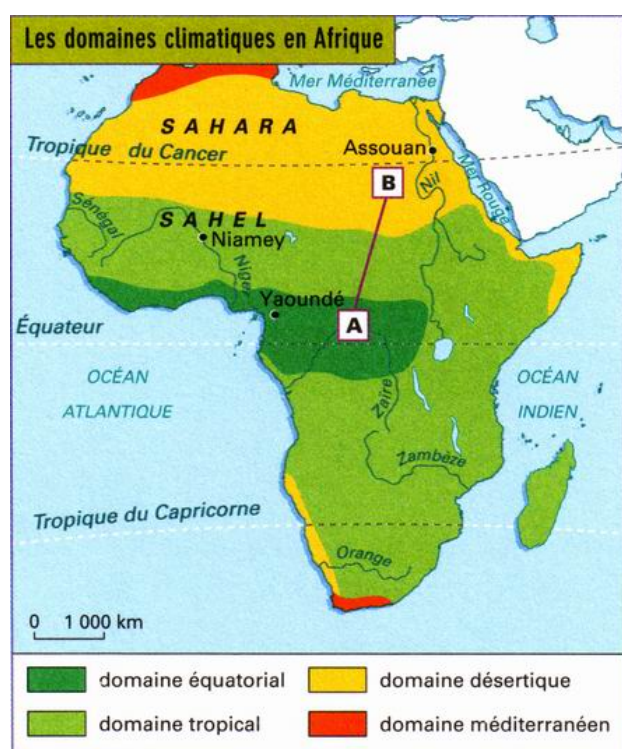 Les domaines climatiques en Afrique
Mer Méditerranée
SAHARA
Tropique du Cancer
Assouan
B
Nil
Mer Rouge
Sénégal
SAHEL
Niamey
Niger
Yaoundé
A
Équateur
OCÉAN
ATLANTIQUE
OCÉAN
INDIEN
Zaïre
Zambèze
Tropique du Capricorne
Orange
0 1 000 km
domaine équatorial
domaine désertique
domaine tropical
domaine méditerranéen